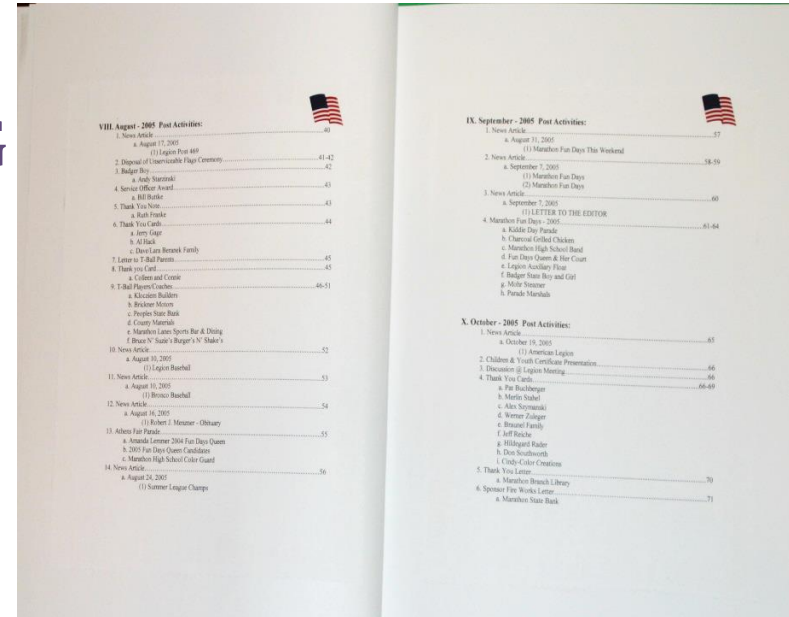 VIII. August - 2005 Post Activities:
1. News Article 40
a. August 17, 2005
(1) Legion Post 469
2. Disposal of Unserviceable Flags Ceremony 41-42
3. Badger Boy 42
a. Andy Starzinski
4. Service Officer Award 43
a. Bill Buttke
5. Thank You Note 43
a. Ruth Franke
6. Thank You Cards 44
a. Jerry Gage
b. Al Hack
c. Dave Lara Beranek Family
7. Letter to T-Ball Parents 45
8. Thank you Card 45
a. Colleen and Connie
9. T-Ball Players/Coaches 46-51
a. Builders
b. Brickner Motors
c. Peoples State Bank
d. County Materials
e. Marathon Lanes Sports Bar & Dining
f. Bruce N' Suzie's Burger's N' Shake's
10. News Article 52
a. August 10, 2005
(1) Legion Baseball
11. News Article 53
a. August 10, 2005
(1) Bronco Baseball
12. News Article 54
a. August 16, 2005
(1) Robert J. - Obituary
13. Athens Fair Parade 55
a. Amanda Lemmer 2004 Fun Days Queen
b. 2005 Fun Days Queen Candidates
c. Marathon High School Color Guard
14. News Article 56
a. August 24, 2005
(1) Summer League Champs
IX. September - 2005 Post Activities:
1. News Article 57
a. August 31, 2005
(1) Marathon Fun Days This Weekend
2. News Article 58-59
a. September 7, 2005
(1) Marathon Fun Days
(2) Marathon Fun Days
3. News Article 60
a. September 7, 2005
(1) LETTER TO THE EDITOR
4. Marathon Fun Days - 2005 61-64
a. Kiddie Day Parade
b. Charcoal Grilled Chicken
c. Marathon High School Band
d. Fun Days Queen & Her Court
e. Legion Auxiliary Float
f. Badger State Boy and Girl
g. Mohr Steamer
h. Parade Marshals
X. October - 2005 Post Activities:
1. News Article 65
a. October 19, 2005
(1) American Legion
2. Children & Youth Certificate Presentation 66
3. Discussion @ Legion Meeting 66
4. Thank You Cards 66-69
a. Pat Buchberger
b. Merlin Stahel
c. Alex Szymanski
d. Werner Zuleger
e. Braunel Family
f. Jeff Reiche
g. Hildegard Rader
h. Don Southworth
i. Cindy-Color Creations
5. Thank You Letter 70
a. Marathon Branch Library
6. Sponsor Fire Works Letter 71
a. Marathon State Bank